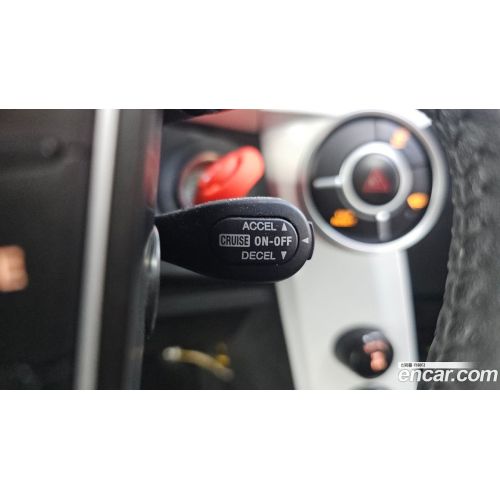 ACCEL ▲
CRUISE ON-OFF ◀
DECEL ▼
encar.com